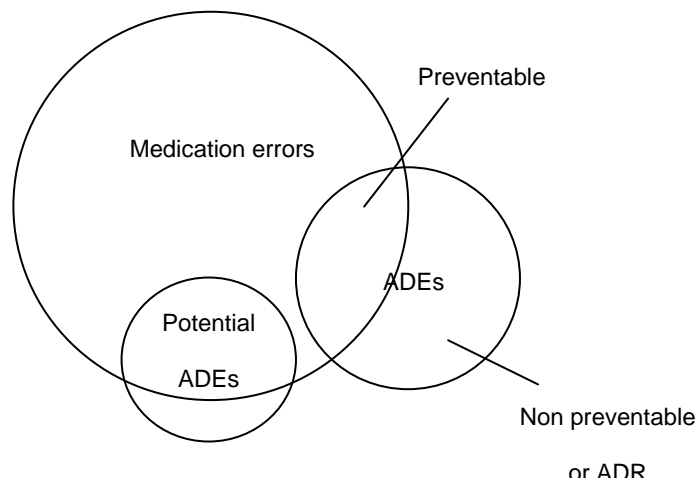 Preventable
Medication errors
ADEs
Potential
ADEs
Non preventable
or ADR